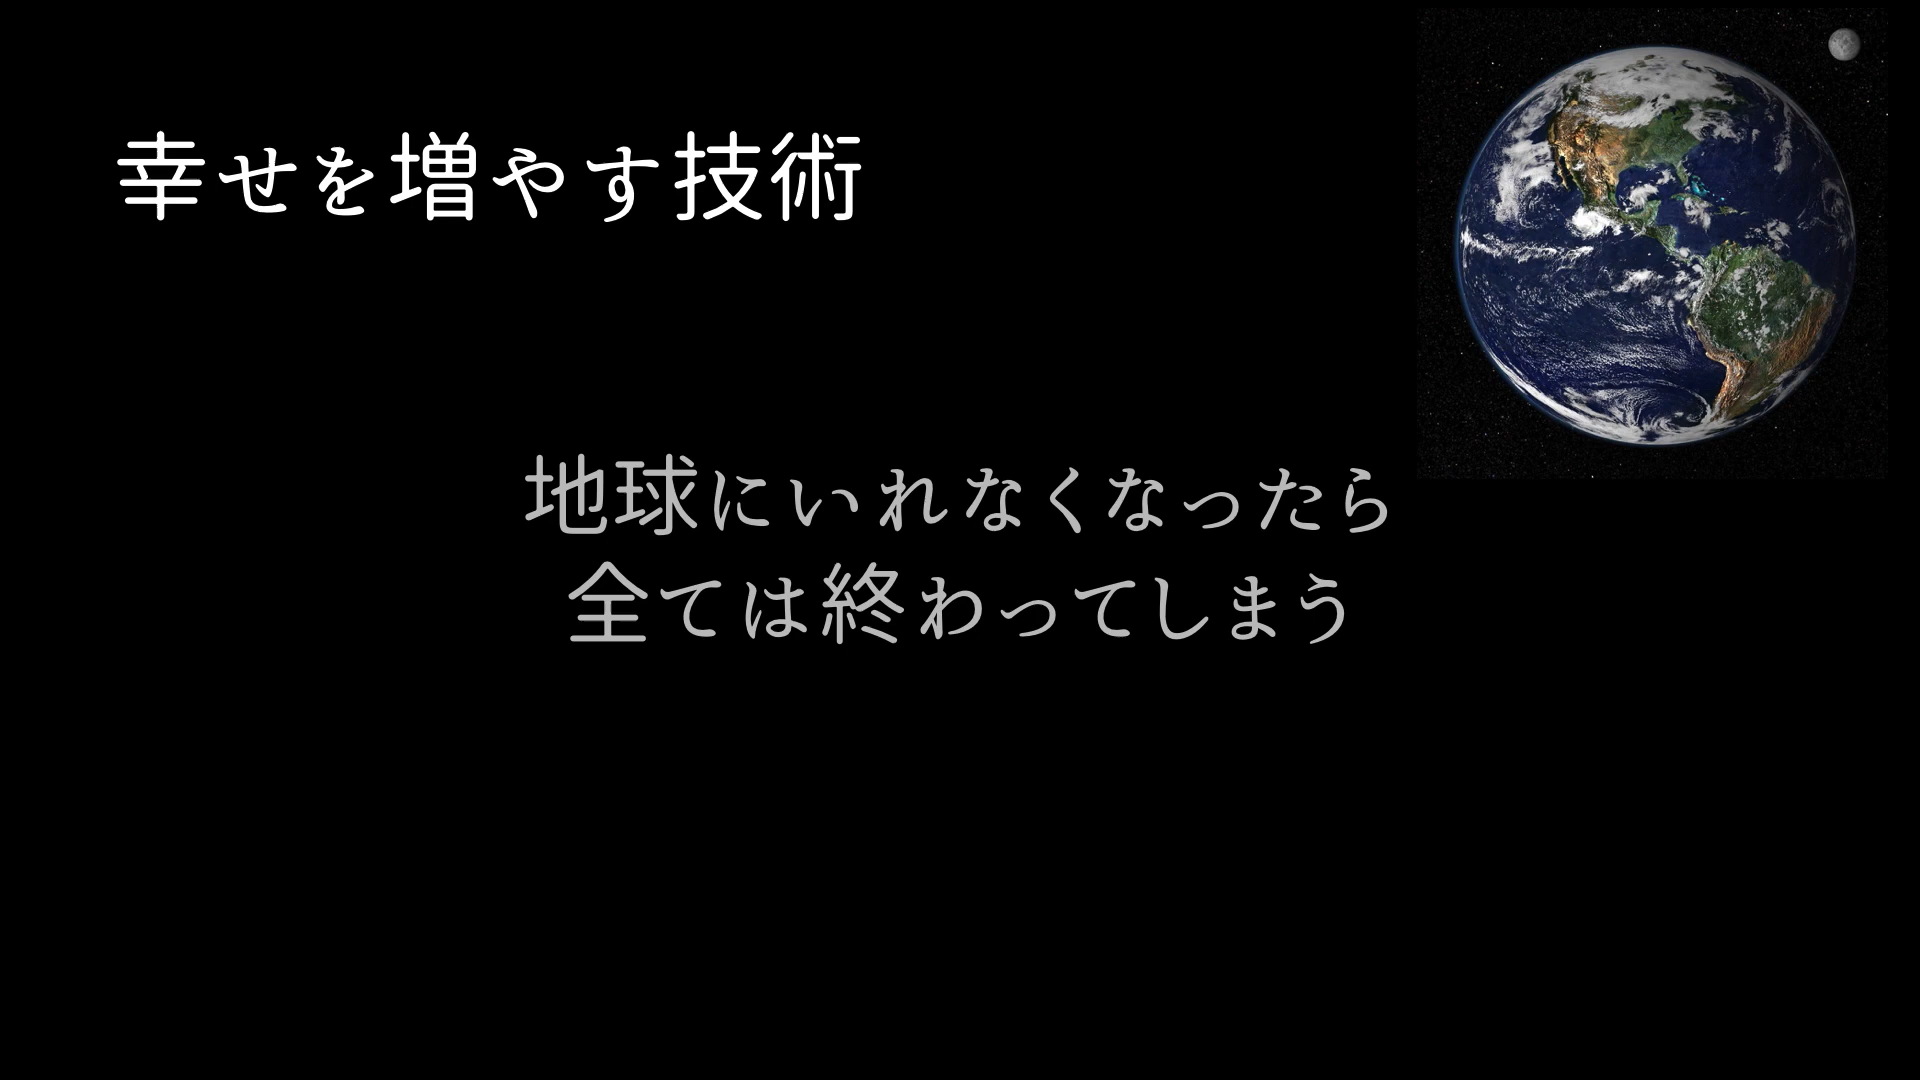 幸せを増やす技術
地球にいれなくなったら
全ては終わってしまう